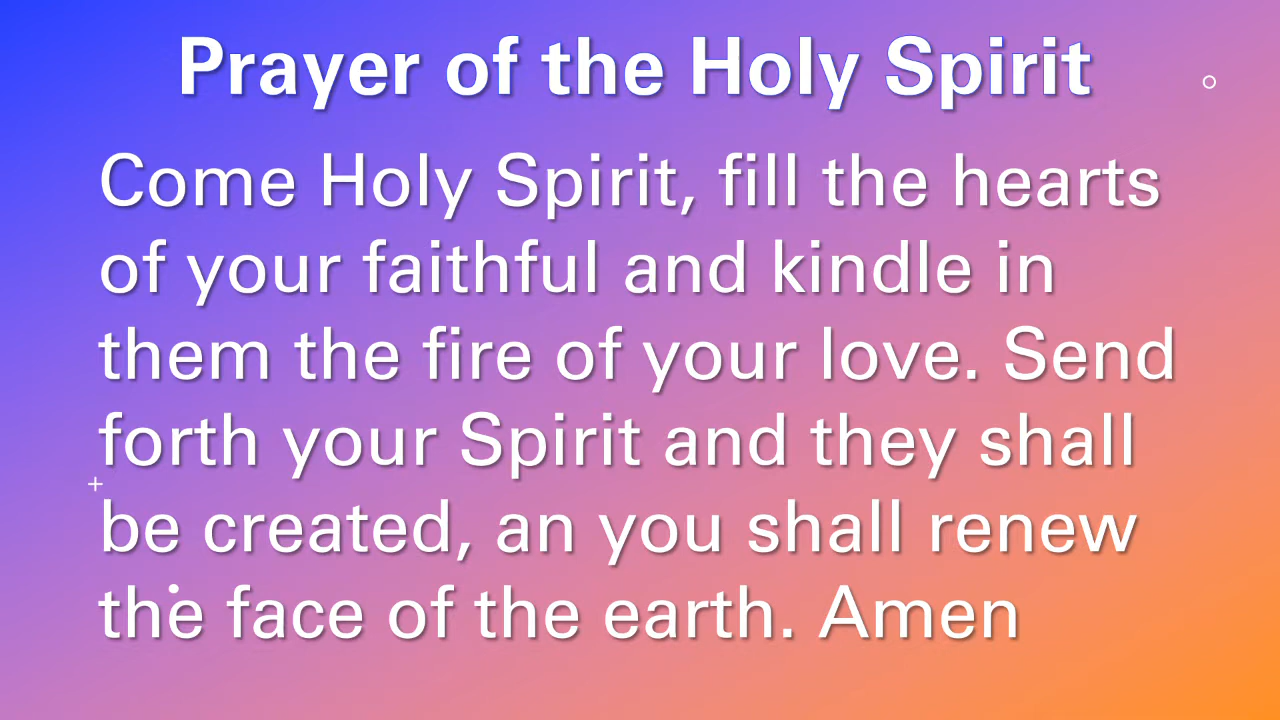 Prayer of the Holy Spirit
Come Holy Spirit, fill the hearts
of your faithful and kindle in
them the fire of your love. Send
forth your Spirit and they shall
be created, an you shall renew
the face of the earth. Amen